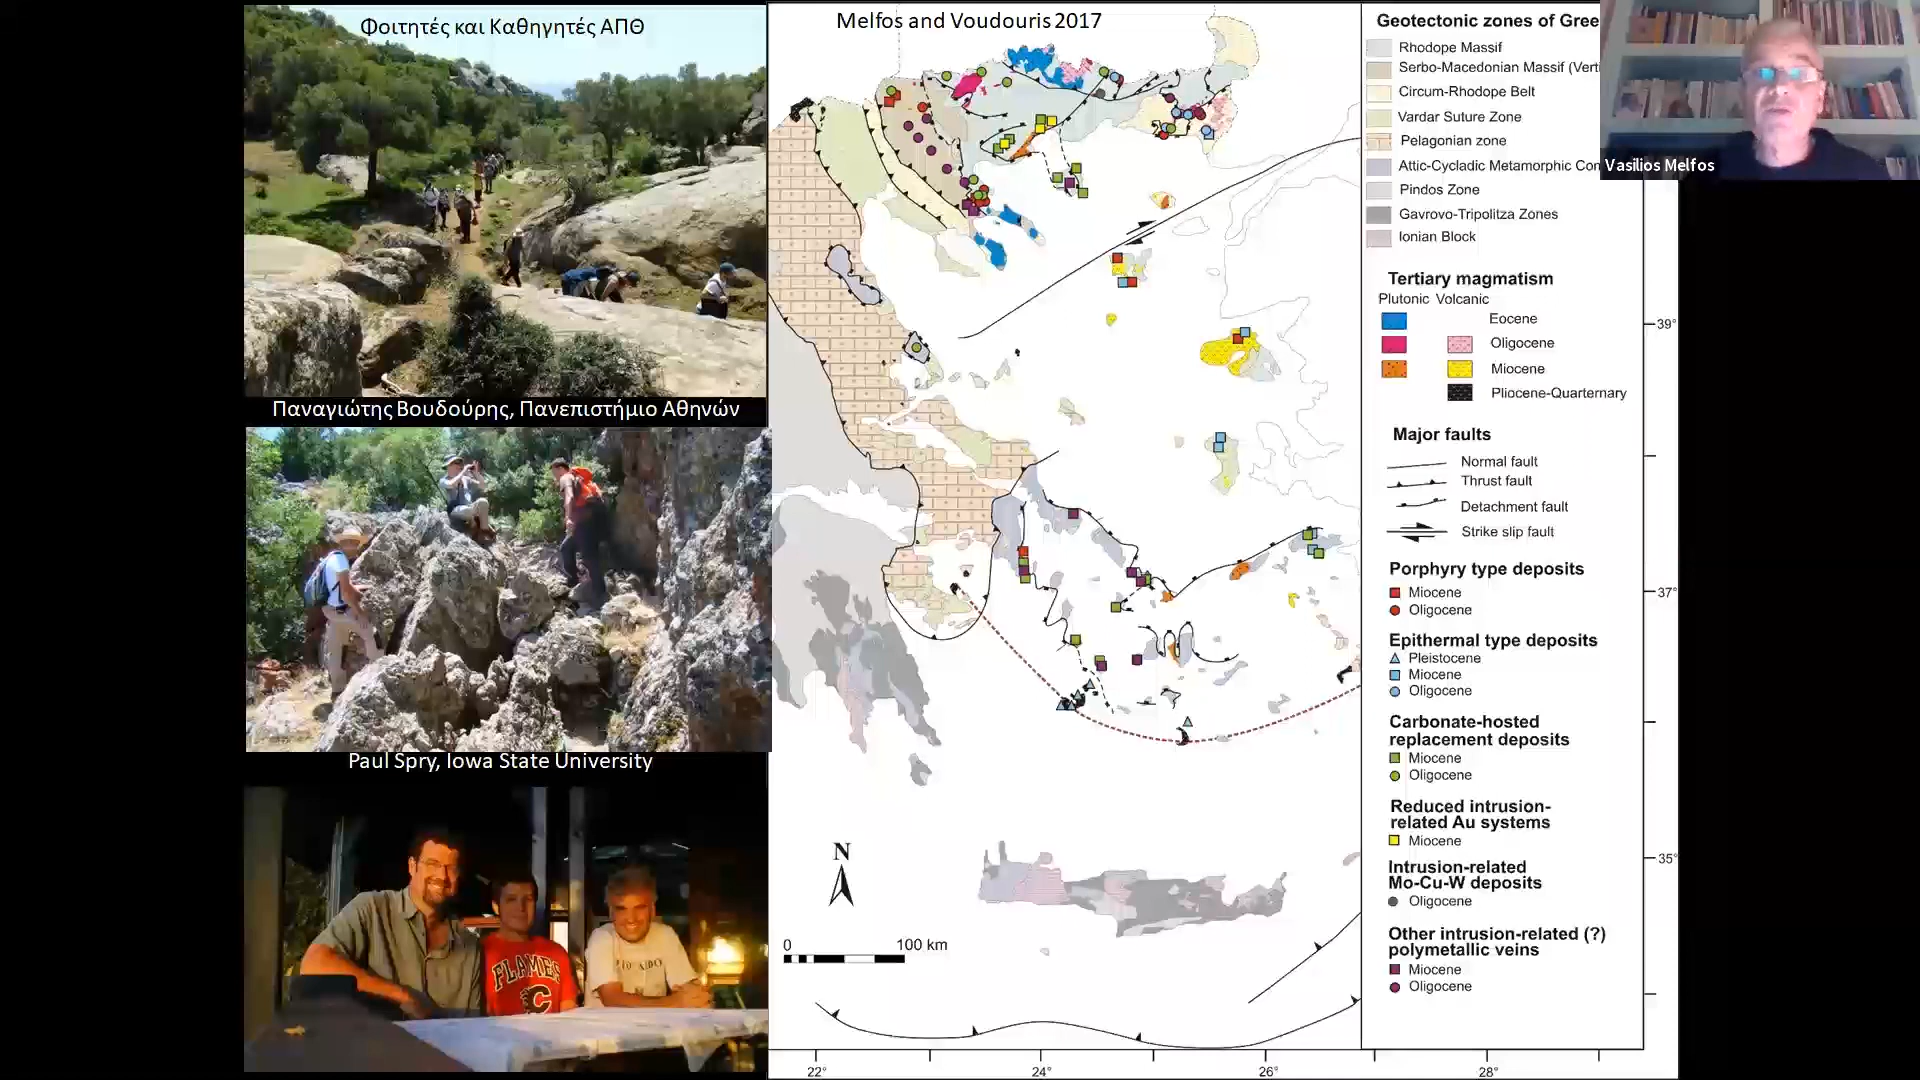 Φοιτητές και Καθηγητές ΑΠΘ
Παναγιώτης Βουδούρης, Πανεπιστήμιο Αθηνών
Paul Spry, Iowa State University
FLAMES
C
Melfos and Voudouris 2017
N
0 100 km
22° 24° 26° 28°
39°
37°
35°
Geotectonic zones of Gree
Rhodope Massif
Serbo-Macedonian Massif (Verti
Circum-Rhodope Belt
Vardar Suture Zone
Pelagonian zone
Attic-Cycladic Metamorphic Con
Pindos Zone
Gavrovo-Tripolitza Zones
Ionian Block
Tertiary magmatism
Plutonic Volcanic
Eocene
Oligocene
Miocene
Pliocene-Quarternary
Major faults
Normal fault
Thrust fault
Detachment fault
Strike slip fault
Porphyry type deposits
Miocene
Oligocene
Epithermal type deposits
Pleistocene
Miocene
Oligocene
Carbonate-hosted
replacement deposits
Miocene
Oligocene
Reduced intrusion-
related Au systems
Miocene
Intrusion-related
Mo-Cu-W deposits
Oligocene
Other intrusion-related (?)
polymetallic veins
Miocene
Oligocene
Vasilios Melfos